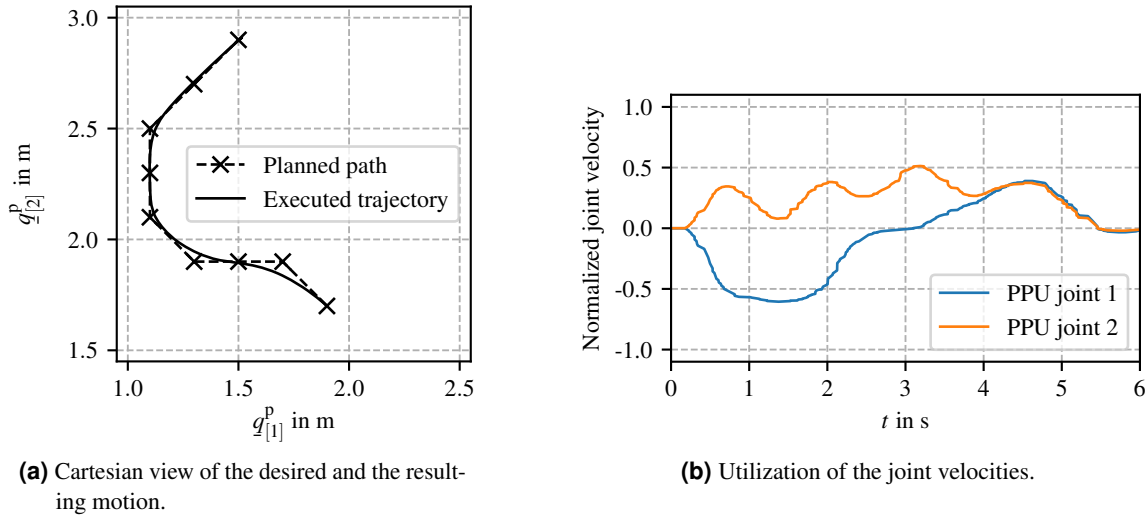 3.0
2.5
2.0
1.5
q^p_[2] in m
Planned path
Executed trajectory
1.0
1.5
2.0
2.5
q^p_[1] in m
(a) Cartesian view of the desired and the result-
ing motion.
1.0
0.5
0.0
-0.5
-1.0
Normalized joint velocity
PPU joint 1
PPU joint 2
0
1
2
3
4
5
6
t in s
(b) Utilization of the joint velocities.